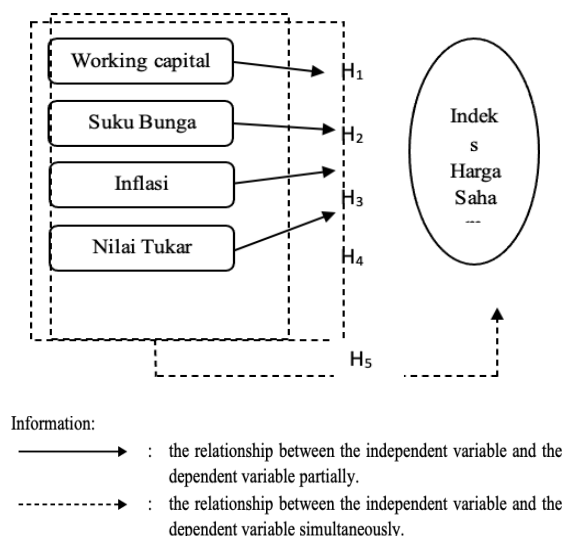 Working capital
H1
Suku Bunga
H2
Inflasi
H3
Nilai Tukar
H4
Indek
s
Harga
Saha
H5
Information:
: the relationship between the independent variable and the
dependent variable partially.
: the relationship between the independent variable and the
dependent variable simultaneously.